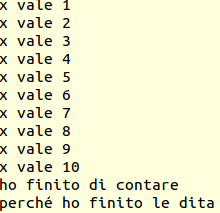 x vale 1
x vale 2
x vale 3
x vale 4
x vale 5
x vale 6
x vale 7
x vale 8
x vale 9
x vale 10
ho finito di contare
perché ho finito le dita